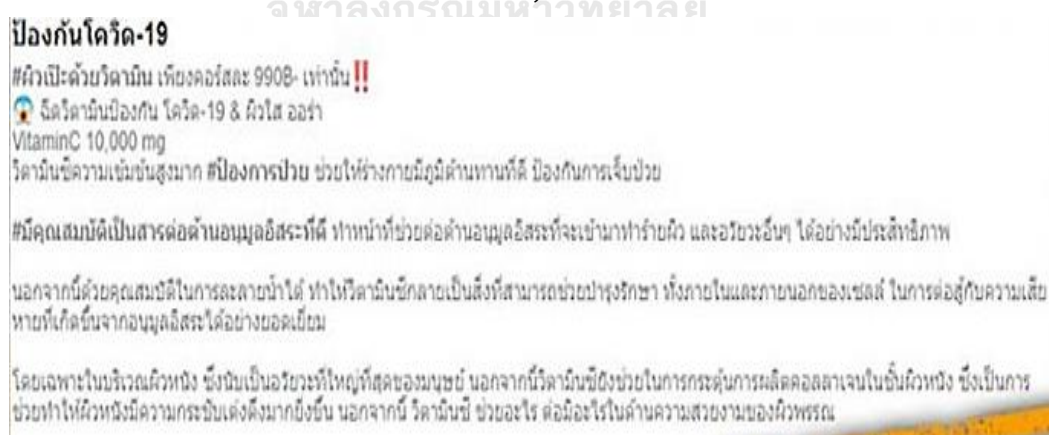 จุฬาลงกรณ์มหาวิทยาลัย
ป้องกันโควิด-19
#ผิวเป๊ะด้วยวิตามิน เพียงคอร์สละ 990B- เท่านั้น‼️
😱 ฉีดวิตามินป้องกัน โควิด-19 & ผิวใส ออร่า
VitaminC 10,000 mg
วิตามินซีความเข้มข้นสูงมาก #ป้องการป่วย ช่วยให้ร่างกายมีภูมิต้านทานที่ดี ป้องกันการเจ็บป่วย
#มีคุณสมบัติเป็นสารต่อต้านอนุมูลอิสระที่ดี ทำหน้าที่ช่วยต่อต้านอนุมูลอิสระที่จะเข้ามาทำร้ายผิว และอวัยวะอื่นๆ ได้อย่างมีประสิทธิภาพ
นอกจากนี้ด้วยคุณสมบัติในการละลายน้ำได้ ทำให้วิตามินซีกลายเป็นสิ่งที่สามารถช่วยบำรุงรักษา ทั้งภายในและภายนอกของเซลล์ ในการต่อสู้กับความเสีย
หายที่เกิดขึ้นจากอนุมูลอิสระได้อย่างยอดเยี่ยม
โดยเฉพาะในบริเวณผิวหนัง ซึ่งนับเป็นอวัยวะที่ใหญ่ที่สุดของมนุษย์ นอกจากนี้วิตามินซียังช่วยในการกระตุ้นการผลิตคอลลาเจนในชั้นผิวหนัง ซึ่งเป็นการ
ช่วยทำให้ผิวหนังมีความกระชับเต่งตึงมากยิ่งขึ้น นอกจากนี้ วิตามินซี ช่วยอะไร ต่อมิอะไรในด้านความสวยงามของผิวพรรณ